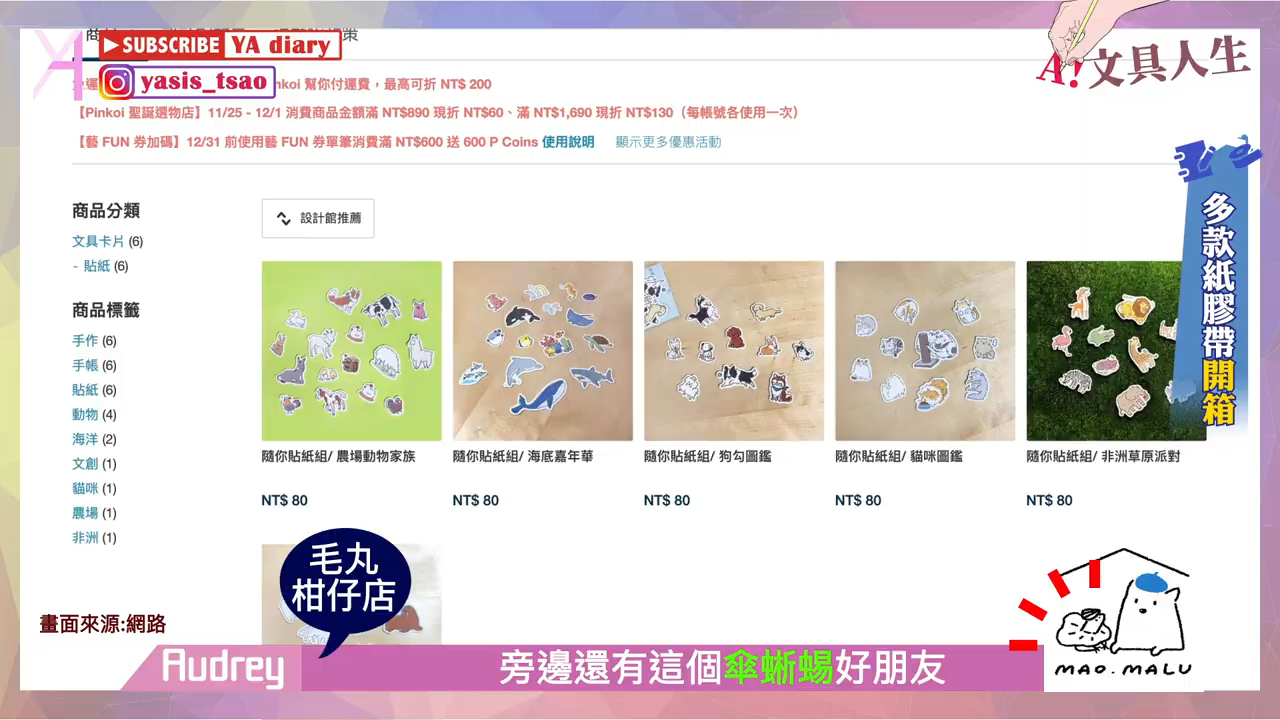 SUBSCRIBE YA diary
yasis_tsao
A!文具人生
nkoi 幫你付運費，最高可折 NT$ 200
【Pinkoi 聖誕選物店】11/25 - 12/1 消費商品金額滿 NT$890 現折 NT$60、滿 NT$1,690 現折 NT$130（每帳號各使用一次）
【藝 FUN 券加碼】12/31 前使用藝 FUN 券單筆消費滿 NT$600 送 600 P Coins 使用說明 顯示更多優惠活動
多款紙膠帶開箱
商品分類
文具卡片 (6)
- 貼紙 (6)
商品標籤
手作 (6)
手帳 (6)
貼紙 (6)
動物 (4)
海洋 (2)
文創 (1)
貓咪 (1)
農場 (1)
非洲 (1)
設計館推薦
隨你貼紙組/ 農場動物家族
NT$ 80
隨你貼紙組/ 海底嘉年華
NT$ 80
隨你貼紙組/ 狗勾圖鑑
NT$ 80
隨你貼紙組/ 貓咪圖鑑
NT$ 80
隨你貼紙組/ 非洲草原派對
NT$ 80
毛丸
柑仔店
畫面來源:網路
MAO.MALU
Audrey
旁邊還有這個傘蜥蜴好朋友